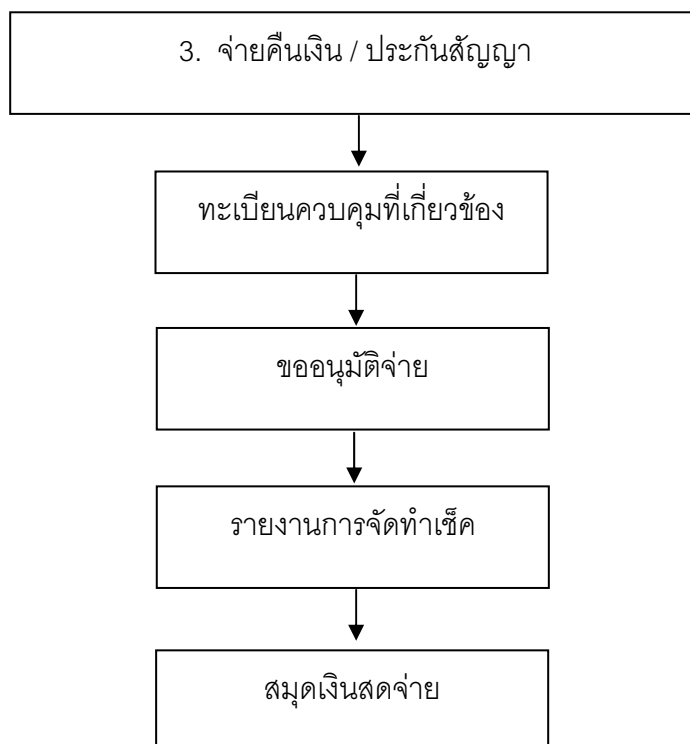 3. จ่ายคืนเงิน / ประกันสัญญา
ทะเบียนควบคุมที่เกี่ยวข้อง
ขออนุมัติจ่าย
รายงานการจัดทำเช็ค
สมุดเงินสดจ่าย